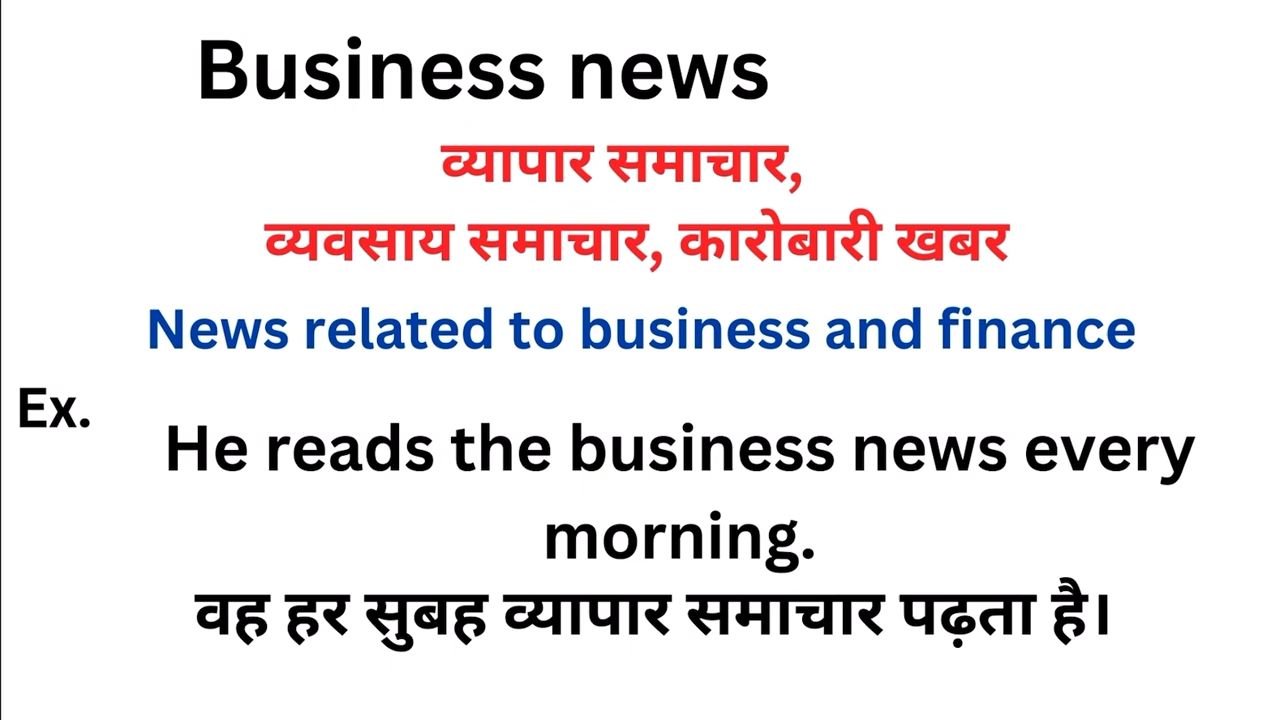 Business news
व्यापार समाचार,
व्यवसाय समाचार, कारोबारी खबर
News related to business and finance
Ex.
He reads the business news every
morning.
वह हर सुबह व्यापार समाचार पढ़ता है।